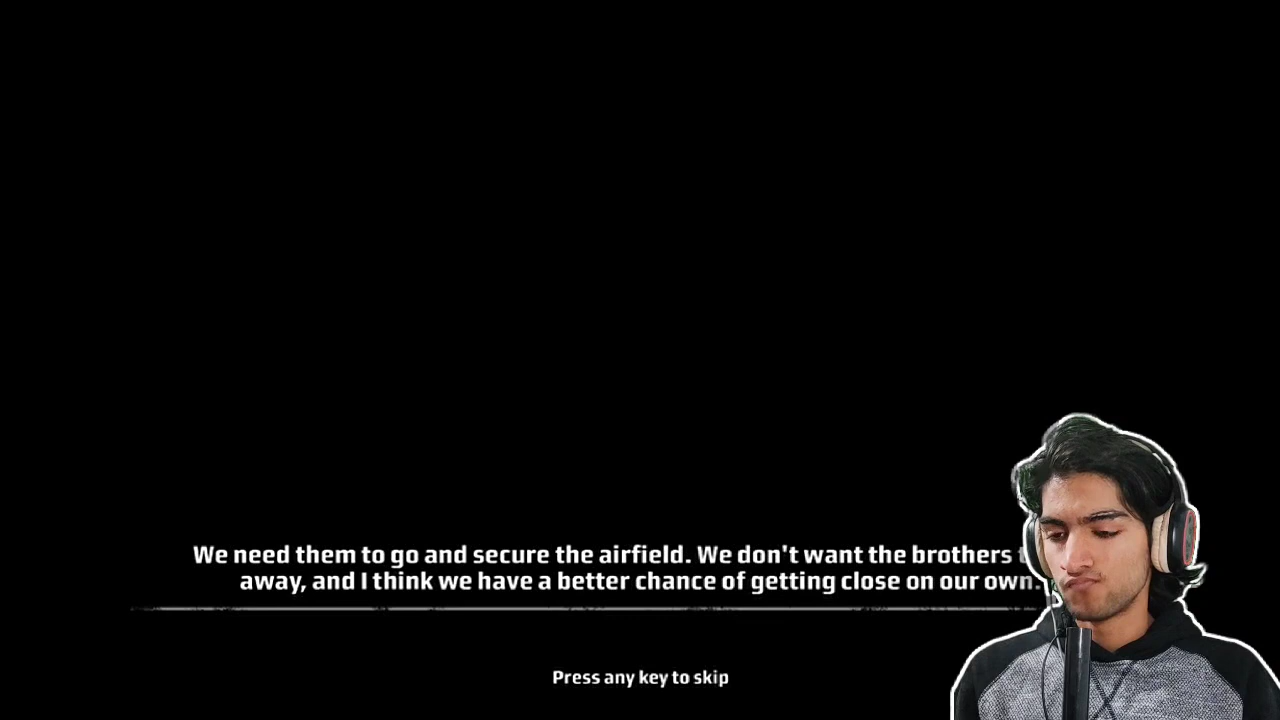 We need them to go and secure the airfield. We don't want the brothers
away, and I think we have a better chance of getting close on our own.
Press any key to skip